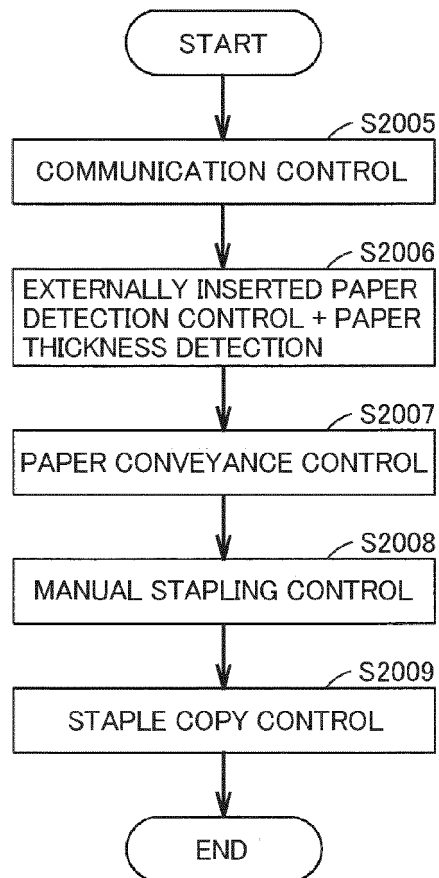 START
S2005
COMMUNICATION CONTROL
S2006
EXTERNALLY INSERTED PAPER
DETECTION CONTROL + PAPER
THICKNESS DETECTION
S2007
PAPER CONVEYANCE CONTROL
S2008
MANUAL STAPLING CONTROL
S2009
STAPLE COPY CONTROL
END